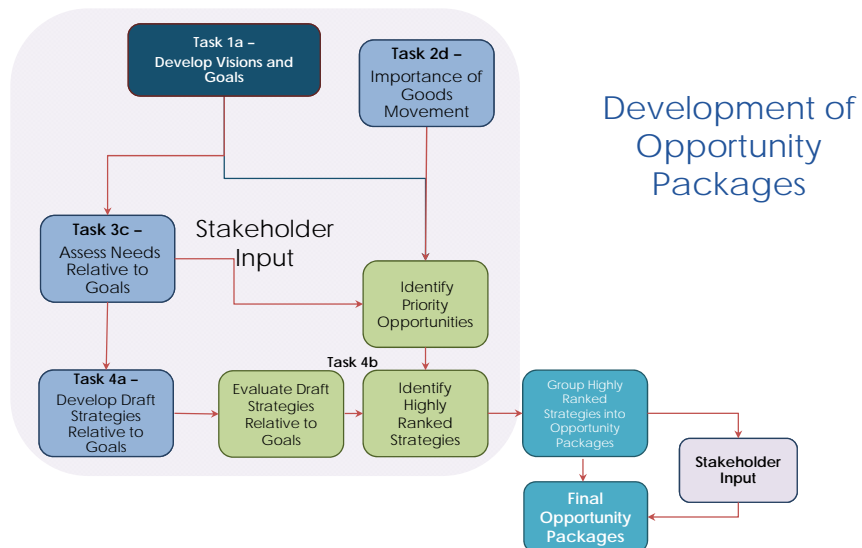 Task 1a –
Develop Visions and
Goals
Task 2d –
Importance of
Goods
Movement
Development of
Opportunity
Packages
Task 3c –
Assess Needs
Relative to
Goals
Stakeholder
Input
Identify
Priority
Opportunities
Task 4a –
Develop Draft
Strategies
Relative to
Goals
Evaluate Draft
Strategies
Relative to
Goals
Task 4b
Identify
Highly
Ranked
Strategies
Group Highly
Ranked
Strategies into
Opportunity
Packages
Stakeholder
Input
Final
Opportunity
Packages